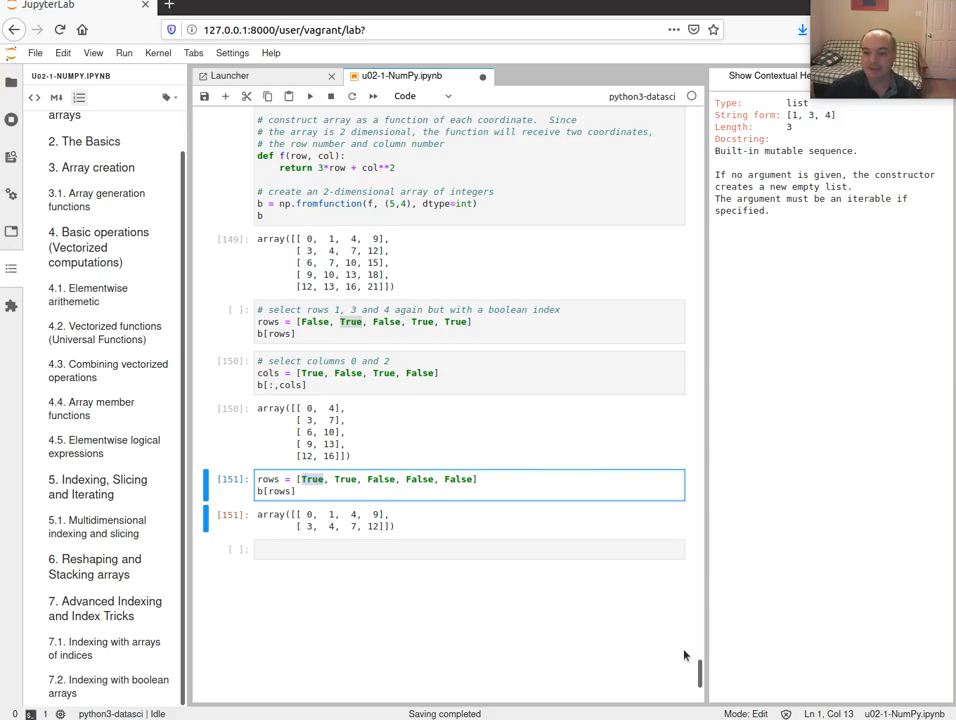 JupyterLab
127.0.0.1:8000/user/vagrant/lab?
File Edit View Run Kernel Tabs Settings Help
U02-1-NUMPY.IPYNB
Launcher
u02-1-NumPy.ipynb
Show Contextual He
Code
python3-datasci
arrays
2. The Basics
3. Array creation
3.1. Array generation
functions
4. Basic operations
(Vectorized
computations)
4.1. Elementwise
arithemetic
4.2. Vectorized functions
(Universal Functions)
4.3. Combining vectorized
operations
4.4. Array member
functions
4.5. Elementwise logical
expressions
5. Indexing, Slicing
and Iterating
5.1. Multidimensional
indexing and slicing
6. Reshaping and
Stacking arrays
7. Advanced Indexing
and Index Tricks
7.1. Indexing with arrays
of indices
7.2. Indexing with boolean
arrays
# construct array as a function of each coordinate.  Since
# the array is 2 dimensional, the function will receive two coordinates,
# the row number and column number
def f(row, col):
    return 3*row + col**2
# create an 2-dimensional array of integers
b = np.fromfunction(f, (5,4), dtype=int)
b
[149]: array([[ 0,  1,  4,  9],
       [ 3,  4,  7, 12],
       [ 6,  7, 10, 15],
       [ 9, 10, 13, 18],
       [12, 13, 16, 21]])
[ ]: # select rows 1, 3 and 4 again but with a boolean index
rows = [False, True, False, True, True]
b[rows]
[150]: # select columns 0 and 2
cols = [True, False, True, False]
b[:,cols]
[150]: array([[ 0,  4],
       [ 3,  7],
       [ 6, 10],
       [ 9, 13],
       [12, 16]])
[151]: rows = [True, True, False, False, False]
b[rows]
[151]: array([[ 0,  1,  4,  9],
       [ 3,  4,  7, 12]])
[ ]:
Type: list
String form: [1, 3, 4]
Length: 3
Docstring:
Built-in mutable sequence.
If no argument is given, the constructor
creates a new empty list.
The argument must be an iterable if
specified.
0 1 python3-datasci | Idle
Saving completed
Mode: Edit Ln 1, Col 13 u02-1-NumPy.ipynb